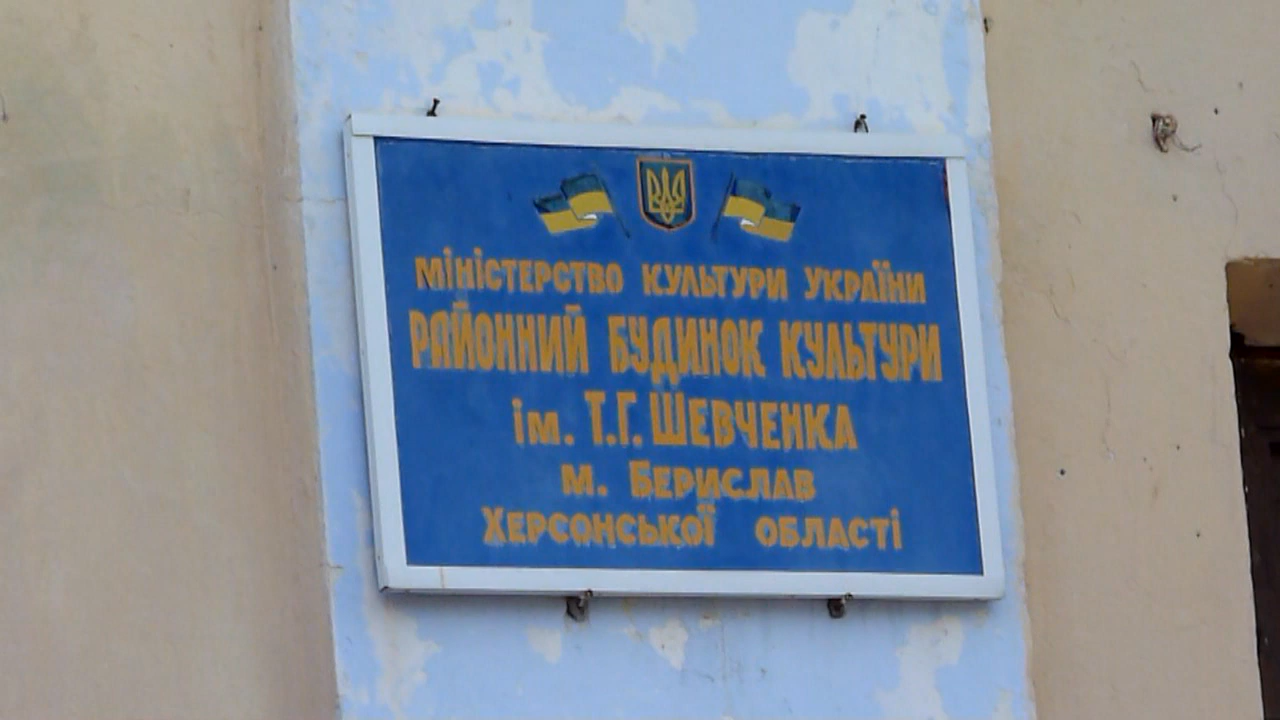 МІНІСТЕРСТВО КУЛЬТУРИ УКРАЇНИ
РАЙОННИЙ БУДИНОК КУЛЬТУРИ
ім. Т.Г. ШЕВЧЕНКА
м. БЕРИСЛАВ
ХЕРСОНСЬКОЇ ОБЛАСТІ